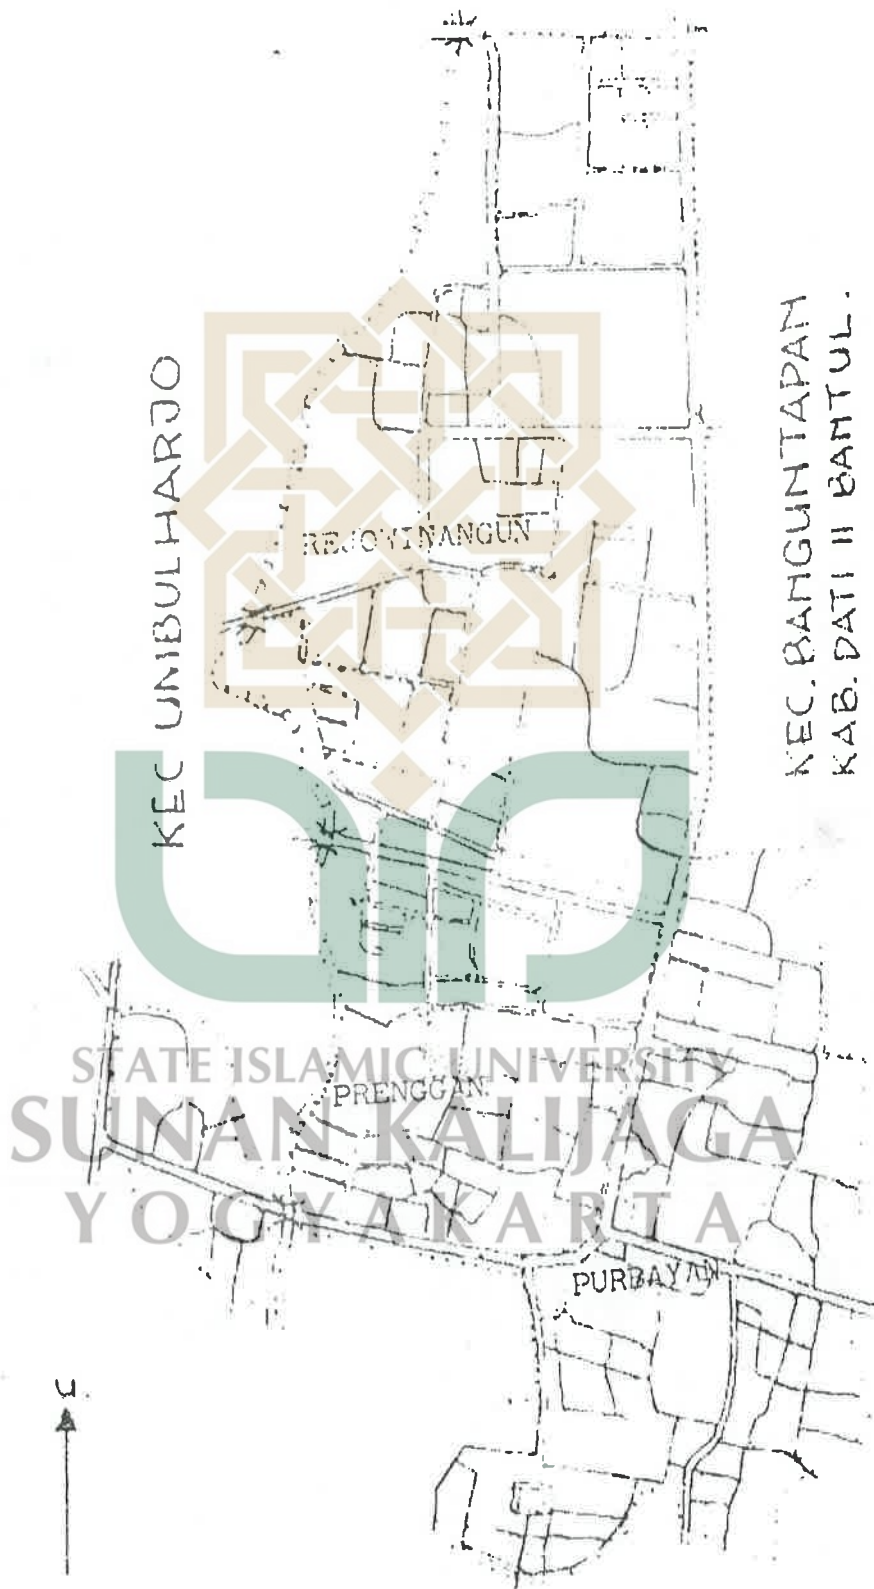 KEC UMBULHARJO
KEC. BANGUNTAPAN
KAB. DATI II BANTUL.
REJOWINANGUN
STATE ISLAMIC UNIVERSITY
PRENGGAN
SUNAN KALIJAGA
YOGYAKARTA
PURBAYAN
U.